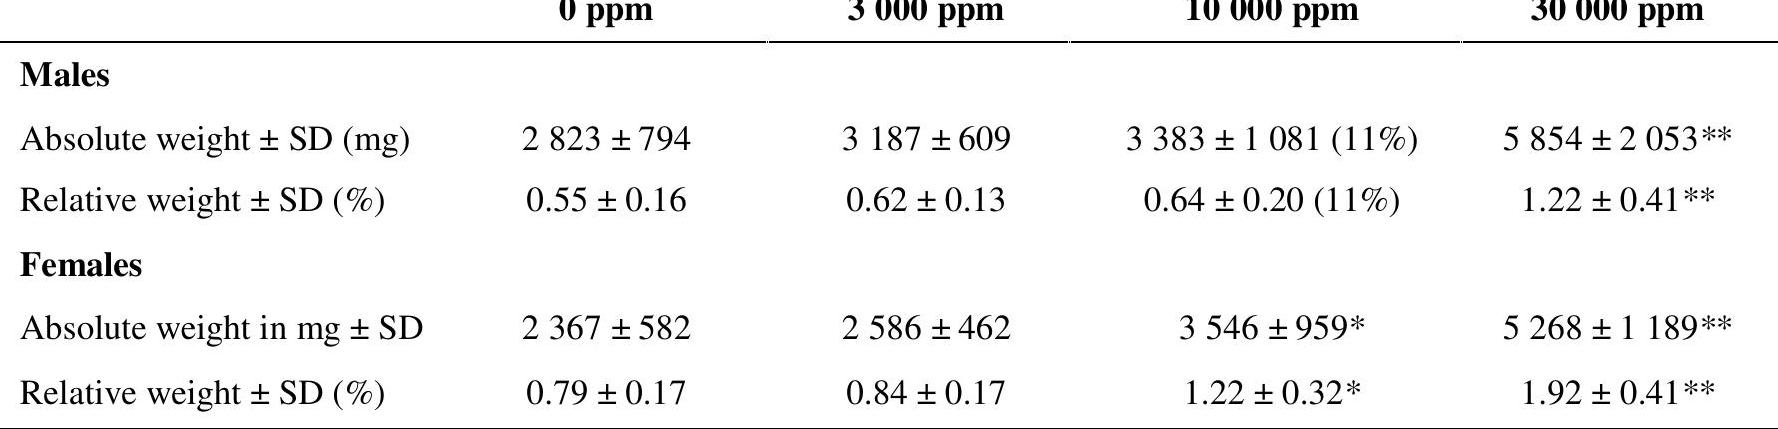 0 ppm 3 000 ppm 10 000 ppm 30 000 ppm
Males
Absolute weight ± SD (mg) 2 823 ± 794 3 187 ± 609 3 383 ± 1 081 (11%) 5 854 ± 2 053**
Relative weight ± SD (%) 0.55 ± 0.16 0.62 ± 0.13 0.64 ± 0.20 (11%) 1.22 ± 0.41**
Females
Absolute weight in mg ± SD 2 367 ± 582 2 586 ± 462 3 546 ± 959* 5 268 ± 1 189**
Relative weight ± SD (%) 0.79 ± 0.17 0.84 ± 0.17 1.22 ± 0.32* 1.92 ± 0.41**